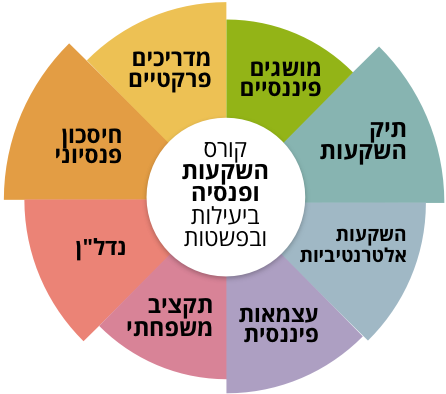 קורס
השקעות
ופנסיה
ביעילות
ובפשטות
מושגים
פיננסיים
תיק
השקעות
השקעות
אלטרנטיביות
עצמאות
פיננסית
תקציב
משפחתי
נדל"ן
חיסכון
פנסיוני
מדריכים
פרקטיים